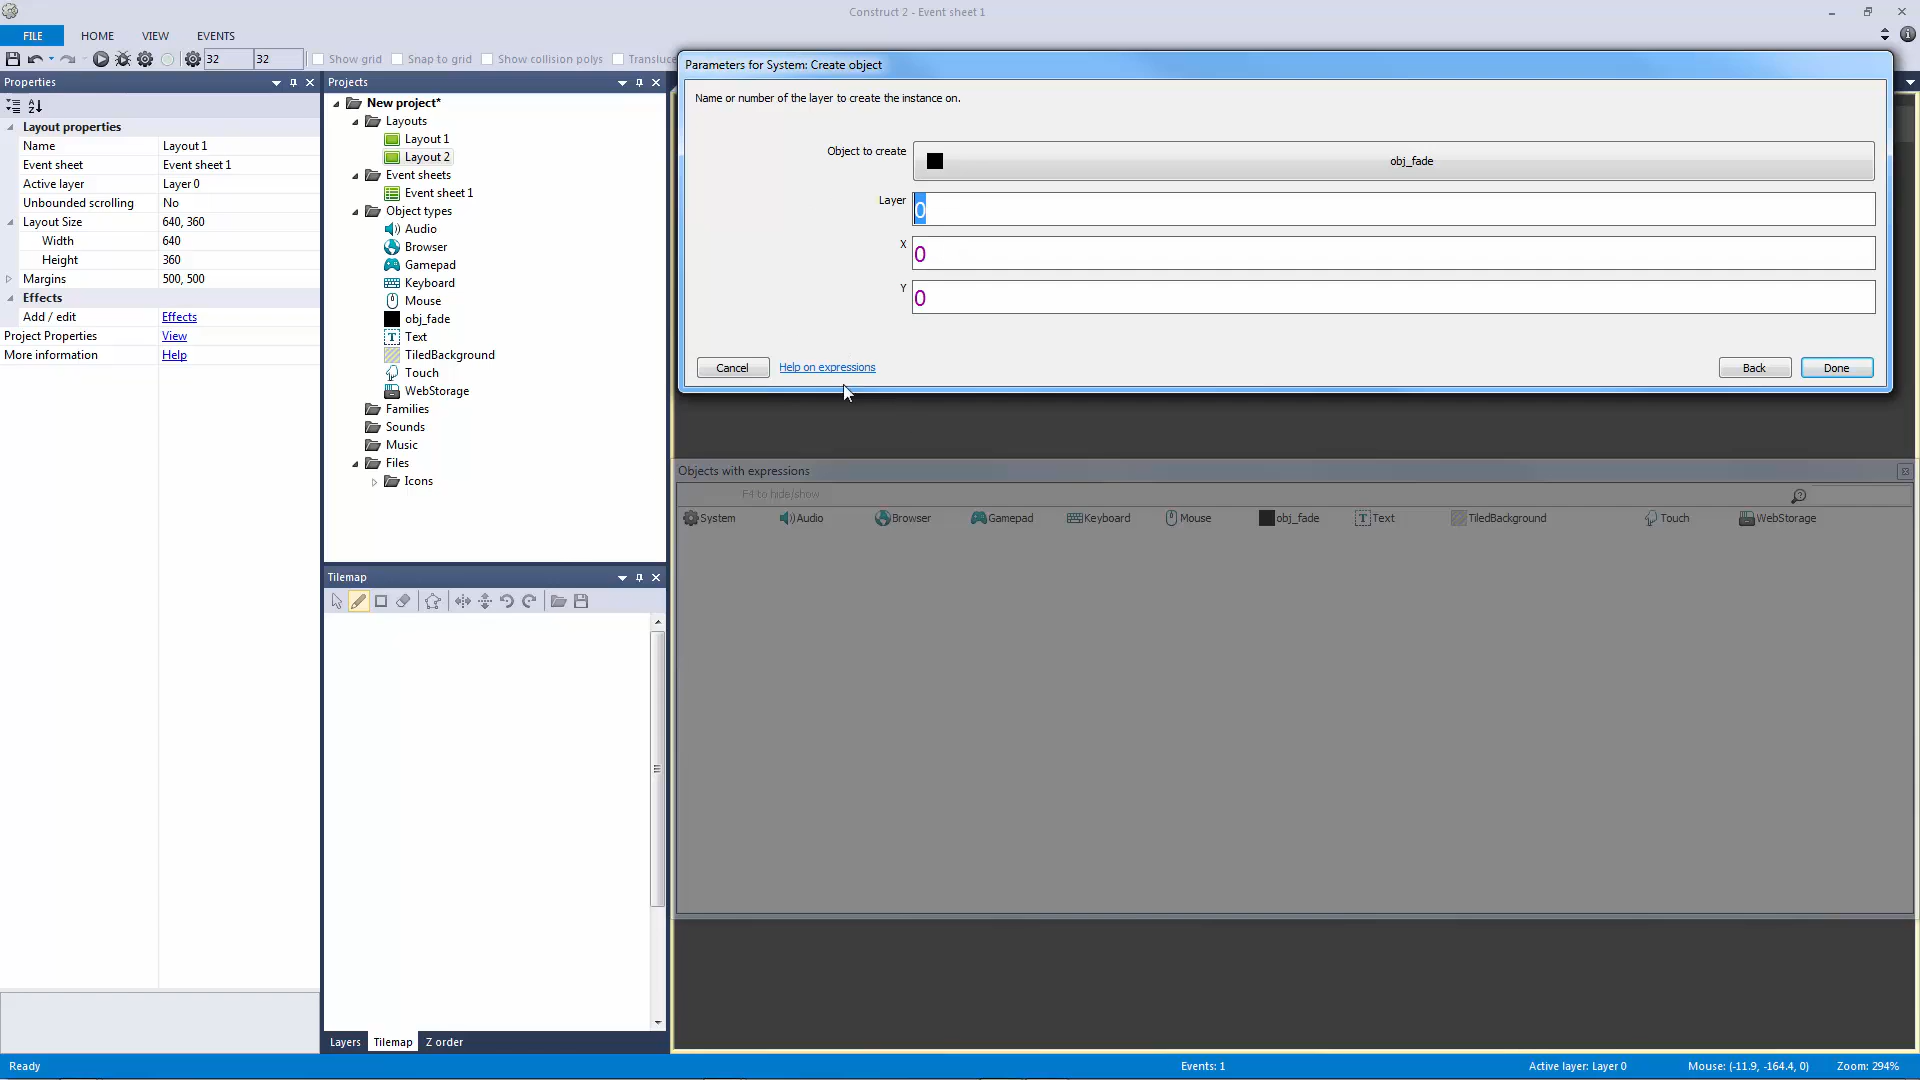 Construct 2 - Event sheet 1
FILE
HOME
VIEW
EVENTS
32
32
Show grid
Snap to grid
Show collision polys
Transluce
Properties
Layout properties
Name Layout 1
Event sheet Event sheet 1
Active layer Layer 0
Unbounded scrolling No
Layout Size 640, 360
Width 640
Height 360
Margins 500, 500
Effects
Add / edit Effects
Project Properties View
More information Help
Projects
New project*
Layouts
Layout 1
Layout 2
Event sheets
Event sheet 1
Object types
Audio
Browser
Gamepad
Keyboard
Mouse
obj_fade
Text
TiledBackground
Touch
WebStorage
Families
Sounds
Music
Files
Icons
Tilemap
Layers
Tilemap
Z order
Parameters for System: Create object
Name or number of the layer to create the instance on.
Object to create obj_fade
Layer 0
X 0
Y 0
Cancel
Help on expressions
Back
Done
Objects with expressions
F4 to hide/show
System
Audio
Browser
Gamepad
Keyboard
Mouse
obj_fade
Text
TiledBackground
Touch
WebStorage
Ready
Events: 1
Active layer: Layer 0
Mouse: (-11.9, -164.4, 0)
Zoom: 294%